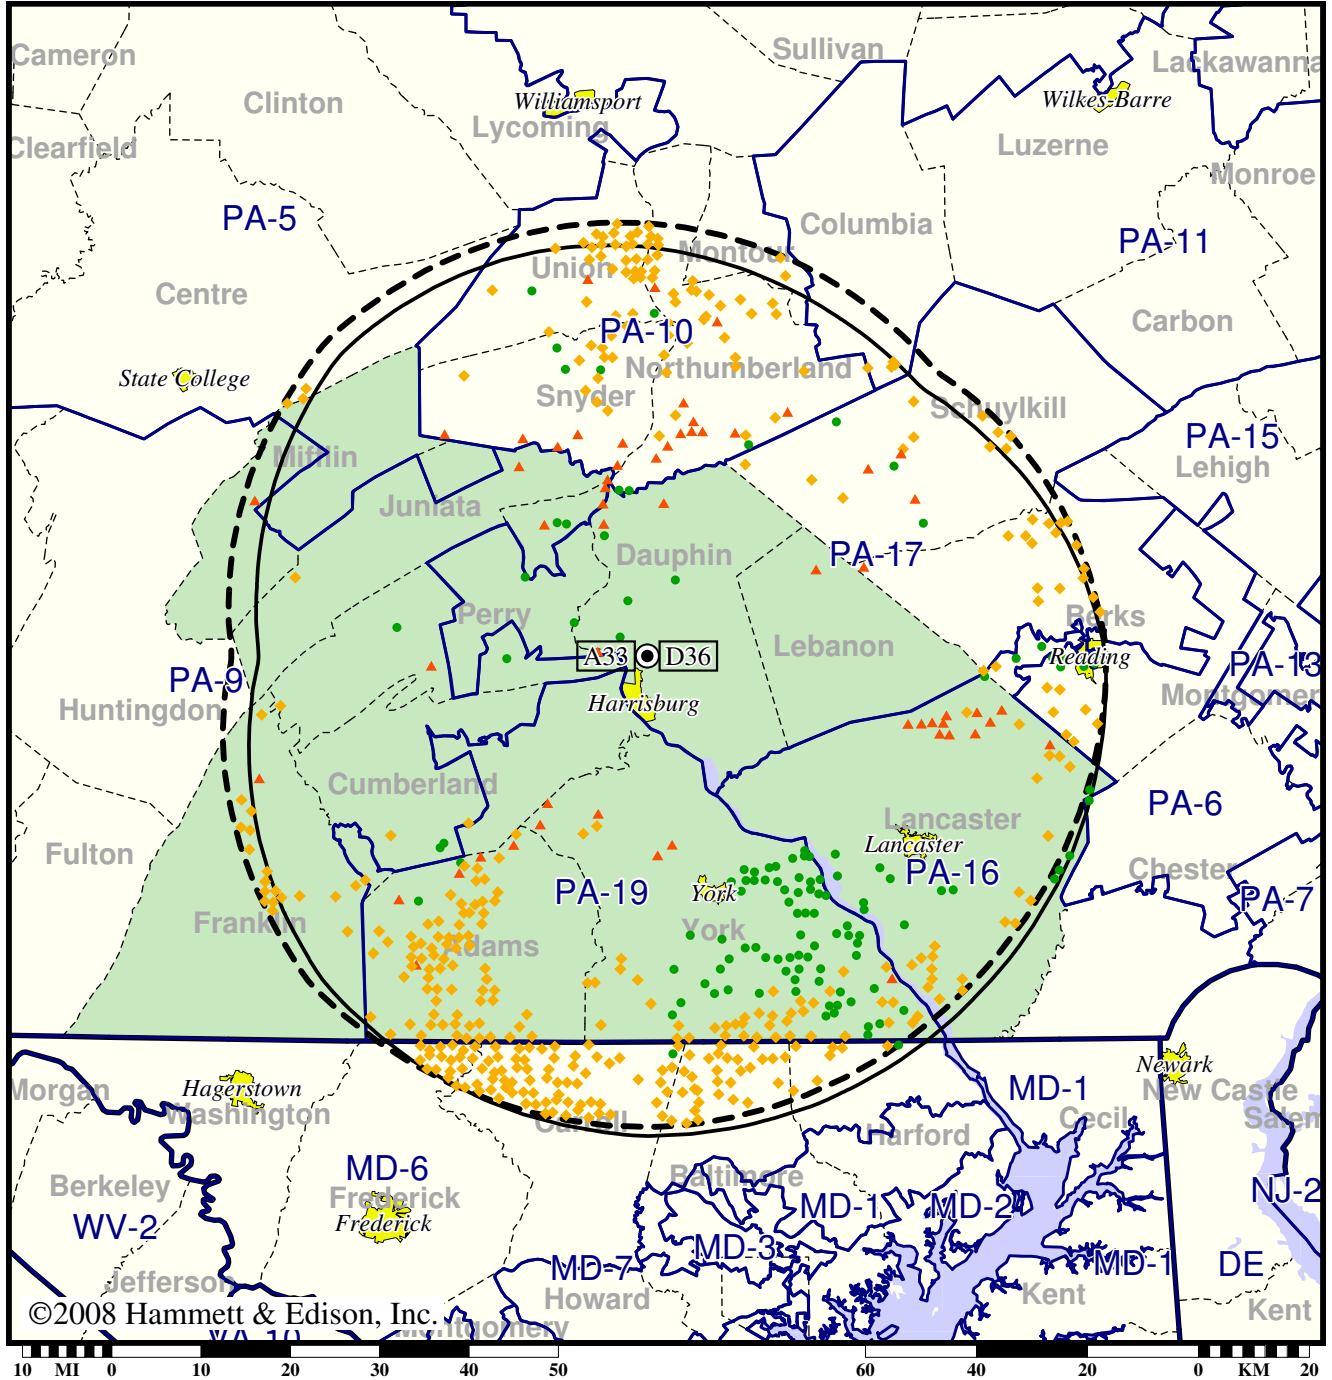 Cameron
Sullivan
Lackawanna
Clinton
Williamsport
Wilkes-Barre
Lycoming
Clearfield
Luzerne
Monroe
PA-5
Columbia
PA-11
Montour
Union
Centre
Carbon
PA-10
State College
Northumberland
Snyder
Schuylkill
PA-15
Mifflin
Lehigh
Juniata
Dauphin
PA-17
Perry
Berks
Lebanon
A33
D36
Reading
PA-13
PA-9
Harrisburg
Montgomer
Huntingdon
Cumberland
PA-6
Lancaster
Lancaster
Fulton
Chester
PA-16
PA-19
York
PA-7
Franklin
York
Adams
Newark
Morgan
Hagerstown
MD-1
New Castle
Washington
Cecil
Salem
Carroll
Harford
MD-6
Baltimore
Berkeley
Frederick
NJ-2
WV-2
Frederick
MD-1
MD-2
MD-3
MD-7
MD-1
DE
Jefferson
Howard
Kent
Kent
©2008 Hammett & Edison, Inc.
Montgomery
VA-10
10 MI 0 10 20 30 40 50
60 40 20 0 KM 20